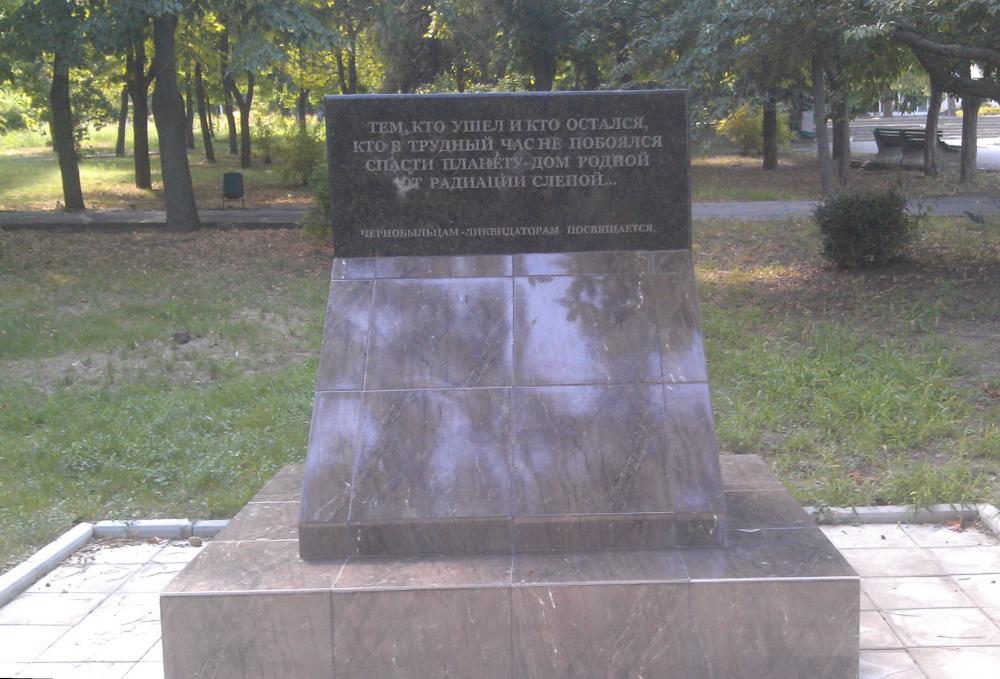 ТЕМ, КТО УШЕЛ И КТО ОСТАЛСЯ,
КТО В ТРУДНЫЙ ЧАС НЕ ПОБОЯЛСЯ
СПАСТИ ПЛАНЕТУ-ДОМ РОДНОЙ
ОТ РАДИАЦИИ СЛЕПОЙ...
ЧЕРНОБЫЛЬЦАМ-ЛИКВИДАТОРАМ ПОСВЯЩАЕТСЯ.